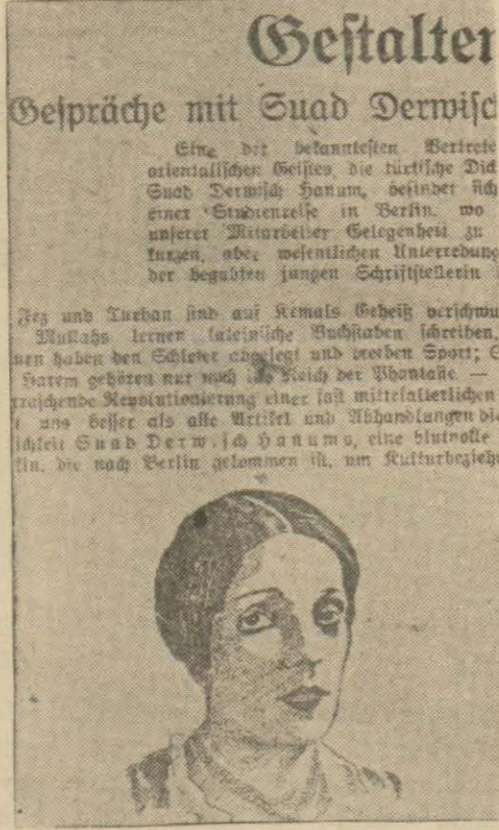 Gestalten
Gespräche mit Suad Derwisch
Eine der bekanntesten Vertrete
orientalischen Geistes, die türkische Dich
Suad Derwisch Hanum, befindet sich
einer Studienreise in Berlin, wo
unserer Mitarbeiter Gelegenheit zu
kurzen, aber wesentlichen Unterredung
der begabten jungen Schriftstellerin
Fez und Turban sind auf Kemals Geheiß verschwu
Mullahs lernen lateinische Buchstaben schreiben,
uen haben den Schleier abgelegt und treiben Sport; S
Harem gehören nur noch ins Reich der Phantasie —
rraschende Revolutionierung einer fast mittelalterlichen
t uns besser als alle Artikel und Abhandlungen die
ichkeit Suad Derwisch Hanums, eine blutvolle
tin, die nach Berlin gekommen ist, um Kulturbeziehu